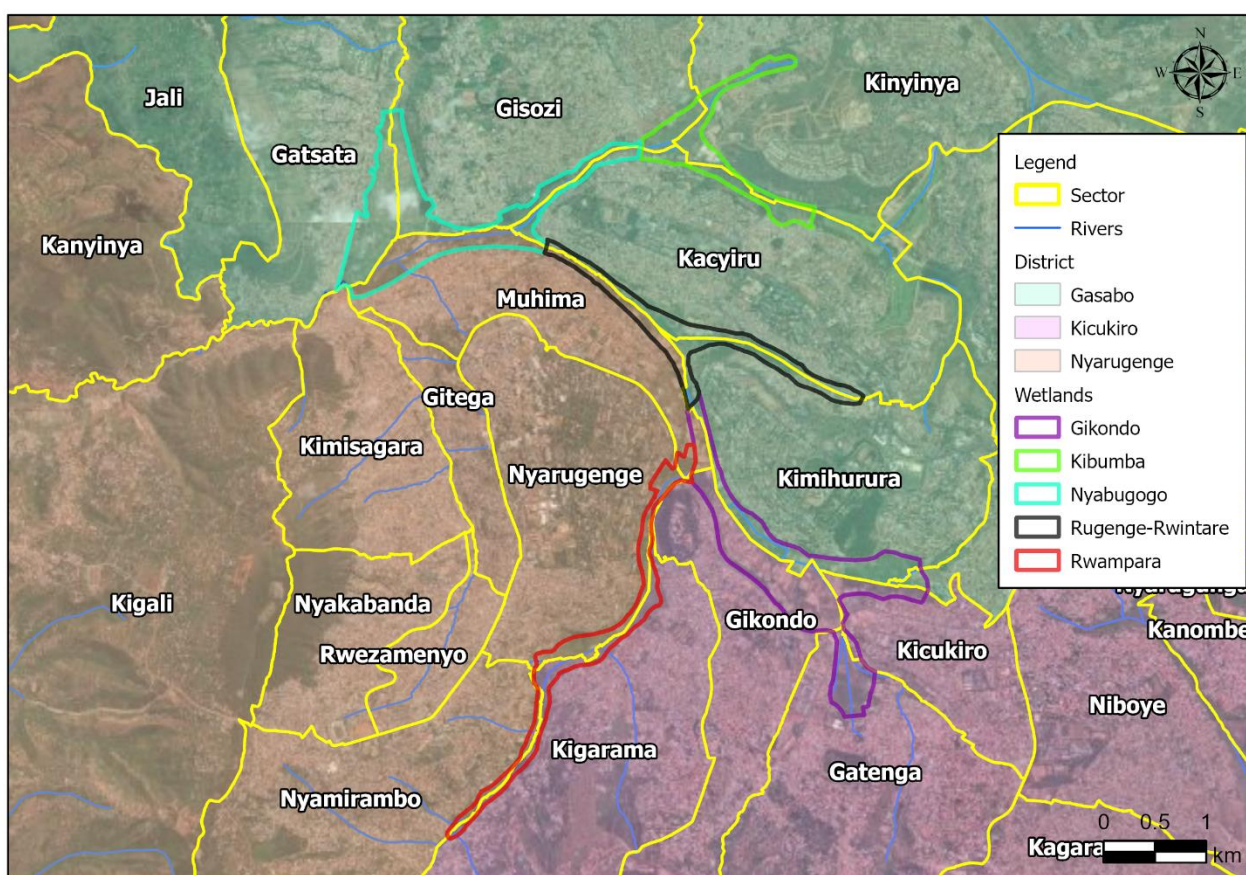 N
W
E
S
Jali
Gisozi
Kinyinya
Gatsata
Legend
Sector
Rivers
District
Gasabo
Kicukiro
Nyarugenge
Wetlands
Gikondo
Kibumba
Nyabugogo
Rugenge-Rwintare
Rwampara
Kanyinya
Kacyiru
Muhima
Gitega
Kimisagara
Nyarugenge
Kimihurura
Kigali
Nyakabanda
Gikondo
Kanombe
Rwezamenyo
Kicukiro
Niboye
Kigarama
Gatenga
Nyamirambo
Kagara
0 0.5 1
km